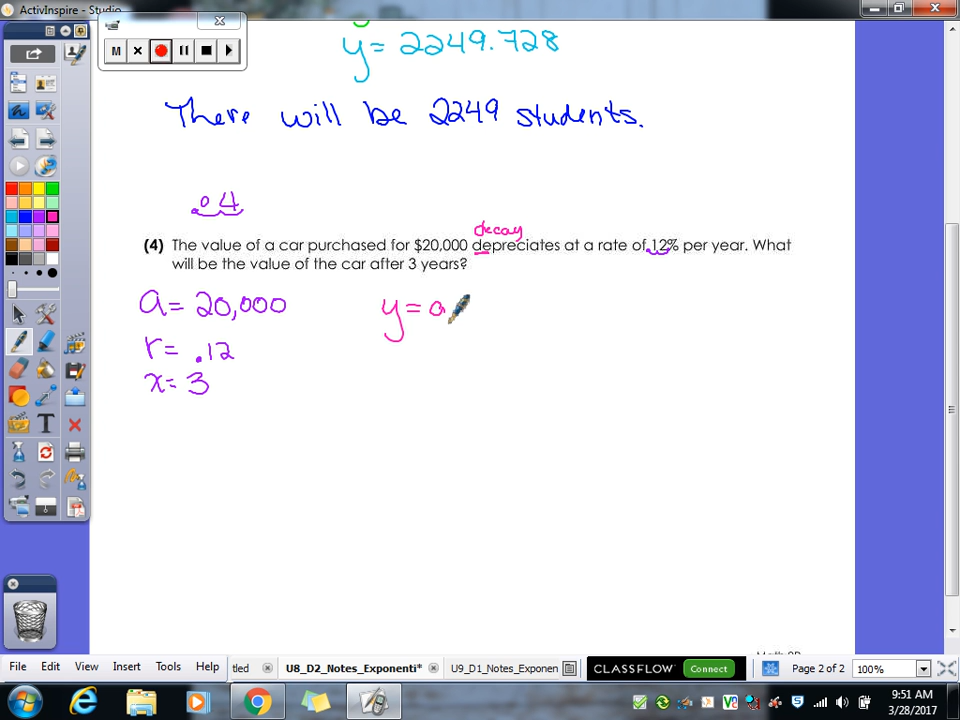 ActivInspire - Studio
M
y = 2249.728
There will be 2249 students.
.04
decay
(4) The value of a car purchased for $20,000 depreciates at a rate of .12% per year. What
will be the value of the car after 3 years?
a = 20,000
y = a
r = .12
x = 3
File Edit View Insert Tools Help
tled U8_D2_Notes_Exponenti* U9_D1_Notes_Exponen
CLASSFLOW Connect
Page 2 of 2 100%
9:51 AM
3/28/2017